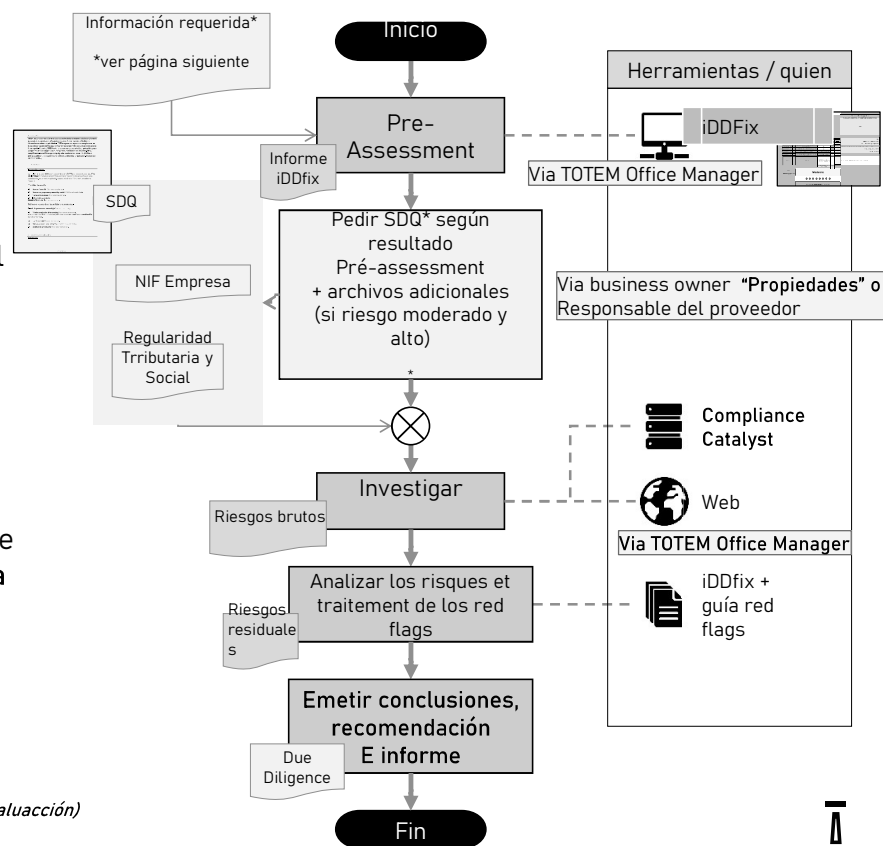 Información requerida*
*ver página siguiente
Inicio
Herramientas / quien
Pre-
Assessment
Informe
iDDfix
iDDFix
Via TOTEM Office Manager
SDQ
NIF Empresa
Regularidad
Trributaria y
Social
Pedir SDQ* según
resultado
Pré-assessment
+ archivos adicionales
(si riesgo moderado y
alto)
*
Via business owner "Propiedades" o
Responsable del proveedor
Compliance
Catalyst
Investigar
Riesgos brutos
Web
Via TOTEM Office Manager
Analizar los risques et
traitement de los red
flags
Riesgos
residuale
s
iDDfix +
guía red
flags
Emetir conclusiones,
recomendación
E informe
Due
Diligence
Fin
l
e
a
aluacción)